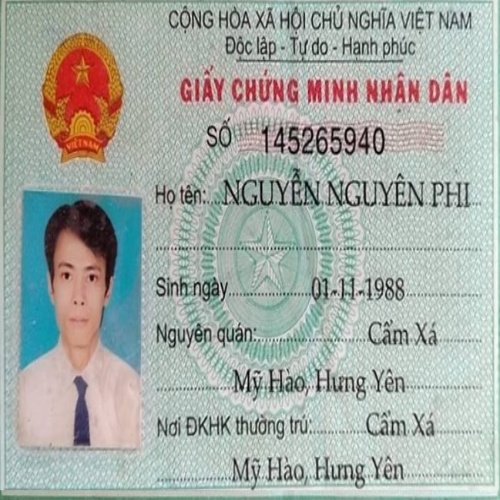 CỘNG HÒA XÃ HỘI CHỦ NGHĨA VIỆT NAM
Độc lập - Tự do - Hạnh phúc
GIẤY CHỨNG MINH NHÂN DÂN
SỐ 145265940
Họ tên: NGUYỄN NGUYÊN PHI
Sinh ngày 01-11-1988
Nguyên quán: Cẩm Xá
Mỹ Hào, Hưng Yên
Nơi ĐKHK thường trú: Cẩm Xá
Mỹ Hào, Hưng Yên
VIỆT NAM